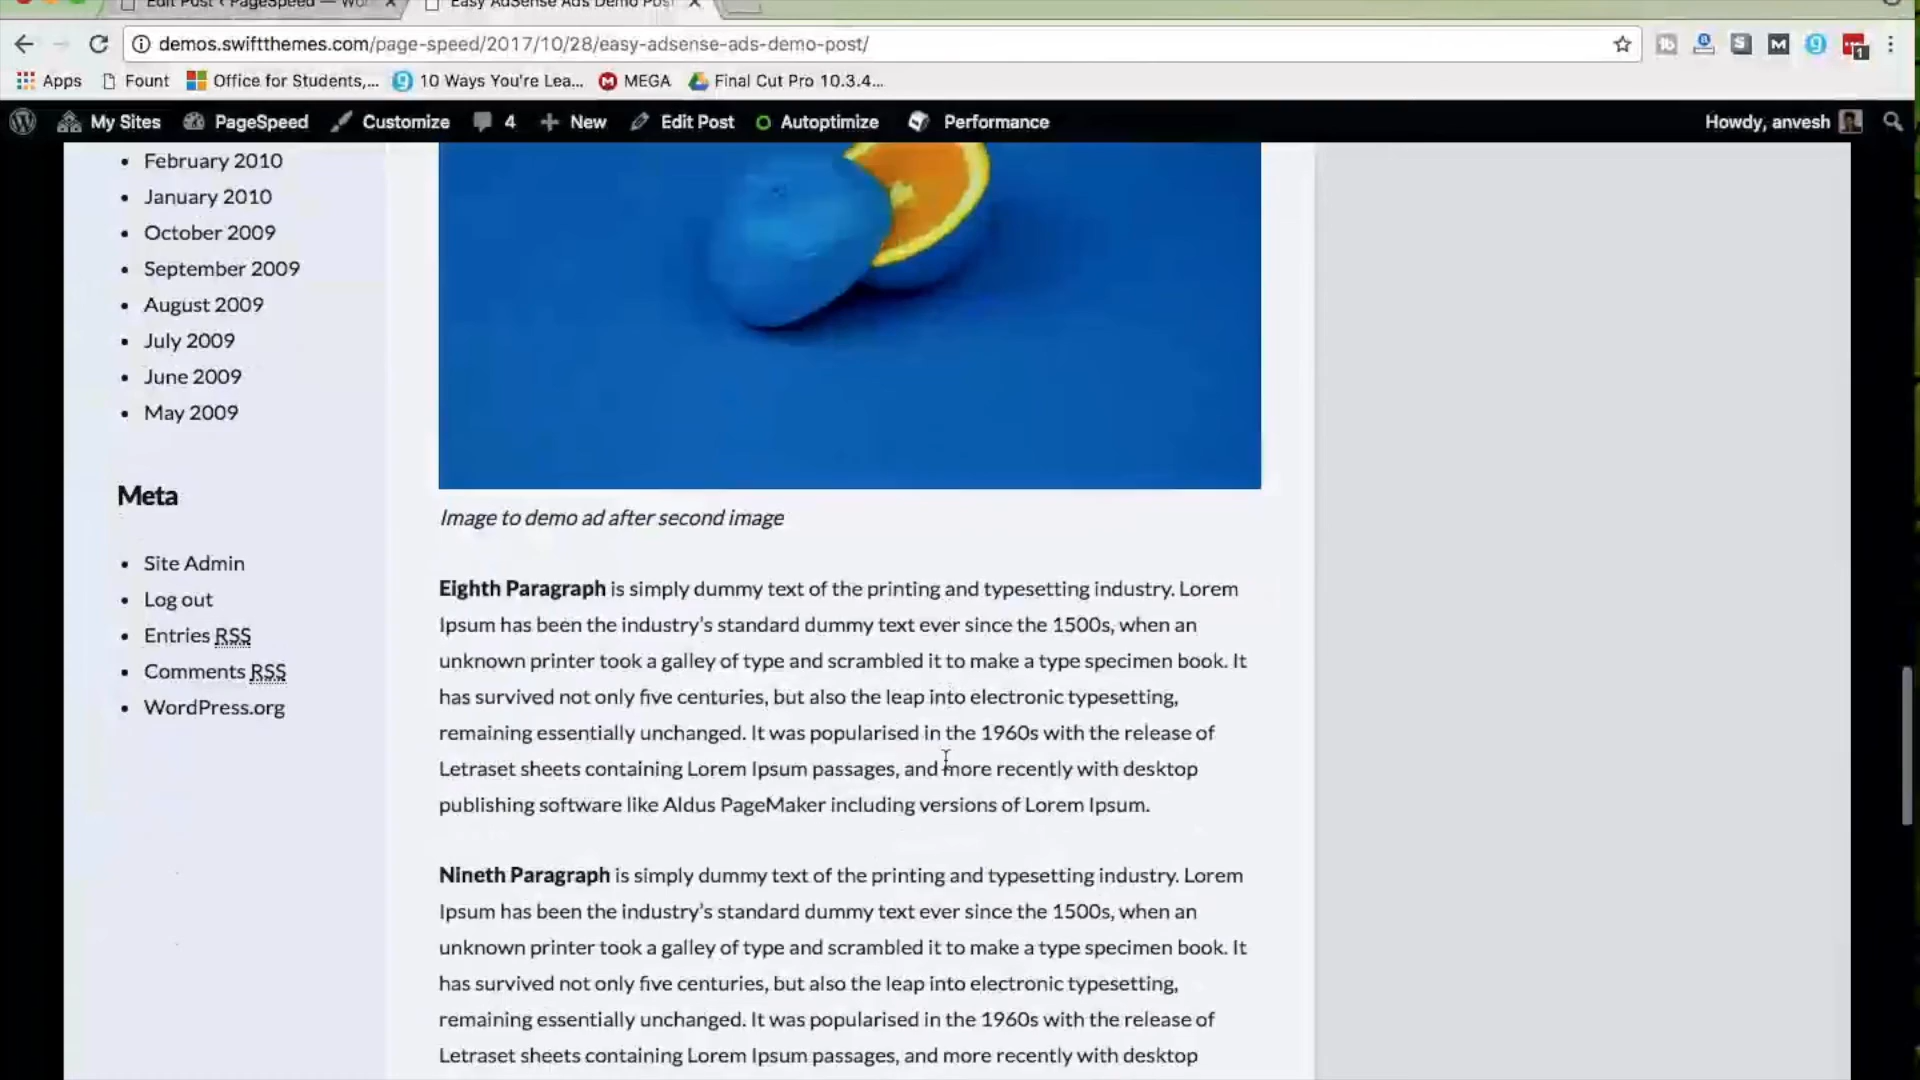 Edit Post ‹ PageSpeed — Wor
Easy AdSense Ads Demo Post
demos.swiftthemes.com/page-speed/2017/10/28/easy-adsense-ads-demo-post/
Apps Fount Office for Students,... 10 Ways You're Lea... MEGA Final Cut Pro 10.3.4...
My Sites PageSpeed Customize 4 New Edit Post Autoptimize Performance Howdy, anvesh
February 2010
January 2010
October 2009
September 2009
August 2009
July 2009
June 2009
May 2009
Meta
Site Admin
Log out
Entries RSS
Comments RSS
WordPress.org
Image to demo ad after second image
Eighth Paragraph is simply dummy text of the printing and typesetting industry. Lorem
Ipsum has been the industry's standard dummy text ever since the 1500s, when an
unknown printer took a galley of type and scrambled it to make a type specimen book. It
has survived not only five centuries, but also the leap into electronic typesetting,
remaining essentially unchanged. It was popularised in the 1960s with the release of
Letraset sheets containing Lorem Ipsum passages, and more recently with desktop
publishing software like Aldus PageMaker including versions of Lorem Ipsum.
Nineth Paragraph is simply dummy text of the printing and typesetting industry. Lorem
Ipsum has been the industry's standard dummy text ever since the 1500s, when an
unknown printer took a galley of type and scrambled it to make a type specimen book. It
has survived not only five centuries, but also the leap into electronic typesetting,
remaining essentially unchanged. It was popularised in the 1960s with the release of
Letraset sheets containing Lorem Ipsum passages, and more recently with desktop